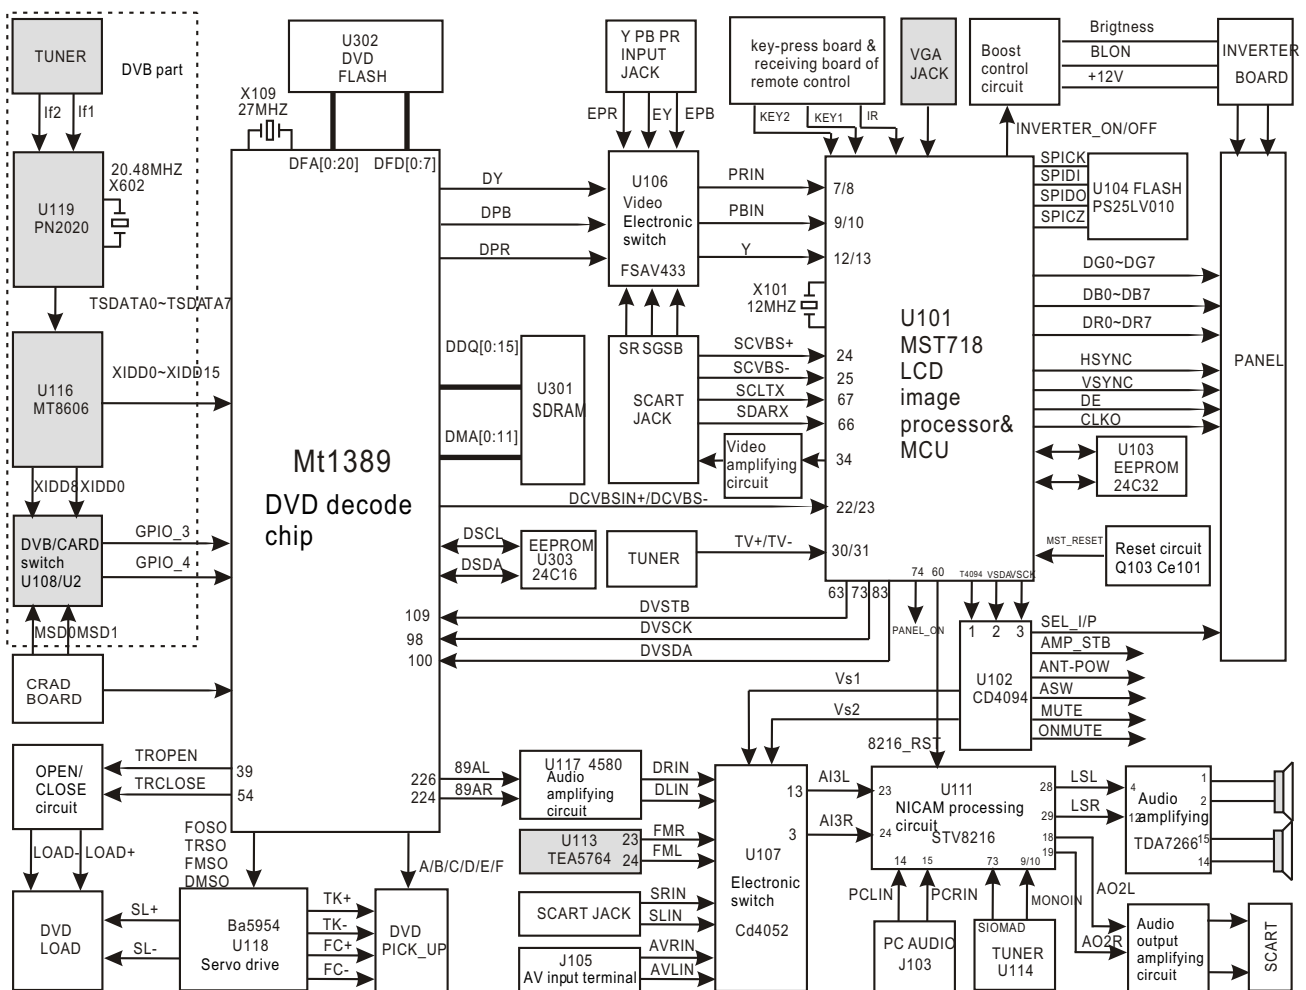 TUNER
DVB part
If2
If1
20.48MHZ
X602
U119
PN2020
TSDATA0~TSDATA7
U116
MT8606
XIDD0~XIDD15
XIDD8
XIDD0
DVB/CARD
switch
U108/U2
GPIO_3
GPIO_4
MSD0
MSD1
CRAD
BOARD
U302
DVD
FLASH
X109
27MHZ
DFA[0:20]
DFD[0:7]
Mt1389
DVD decode
chip
109
98
100
39
54
226
224
DY
DPB
DPR
DDQ[0:15]
DMA[0:11]
U301
SDRAM
DCVBSIN+/DCVBS-
DSCL
DSDA
EEPROM
U303
24C16
DVSTB
DVSCK
DVSDA
Y PB PR
INPUT
JACK
EPR
EY
EPB
U106
Video
Electronic
switch
FSAV433
PRIN
PBIN
Y
X101
12MHZ
SR SG SB
SCART
JACK
SCVBS+
SCVBS-
SCLTX
SDARX
Video
amplifying
circuit
TUNER
TV+/TV-
key-press board &
receiving board of
remote control
KEY2
KEY1
IR
VGA
JACK
Boost
control
circuit
INVERTER_ON/OFF
Brigtness
BLON
+12V
INVERTER
BOARD
7/8
9/10
12/13
24
25
67
66
34
22/23
30/31
U101
MST718
LCD
image
processor&
MCU
63
73
83
74
60
T4094
VSDA
VSCK
PANEL_ON
SPICK
SPIDI
SPIDO
SPICZ
U104 FLASH
PS25LV010
DG0~DG7
DB0~DB7
DR0~DR7
HSYNC
VSYNC
DE
CLKO
PANEL
U103
EEPROM
24C32
MST_RESET
Reset circuit
Q103 Ce101
1
2
3
U102
CD4094
SEL_I/P
AMP_STB
ANT-POW
ASW
MUTE
ONMUTE
Vs1
Vs2
8216_RST
OPEN/
CLOSE
circuit
TROPEN
TRCLOSE
LOAD-
LOAD+
DVD
LOAD
SL+
SL-
FOSO
TRSO
FMSO
DMSO
Ba5954
U118
Servo drive
TK+
TK-
FC+
FC-
A/B/C/D/E/F
DVD
PICK_UP
89AL
89AR
U117 4580
Audio
amplifying
circuit
DRIN
DLIN
U113
TEA5764
23
24
FMR
FML
SCART JACK
SRIN
SLIN
J105
AV input terminal
AVRIN
AVLIN
13
3
U107
Electronic
switch
Cd4052
AI3L
AI3R
23
24
U111
NICAM processing
circuit
STV8216
14
15
73
9/10
28
29
18
19
PCLIN
PCRIN
PC AUDIO
J103
SIOMAD
MONOIN
TUNER
U114
LSL
LSR
AO2L
AO2R
4
12
1
2
15
14
Audio
amplifying
TDA7266
Audio
output
amplifying
circuit
SCART